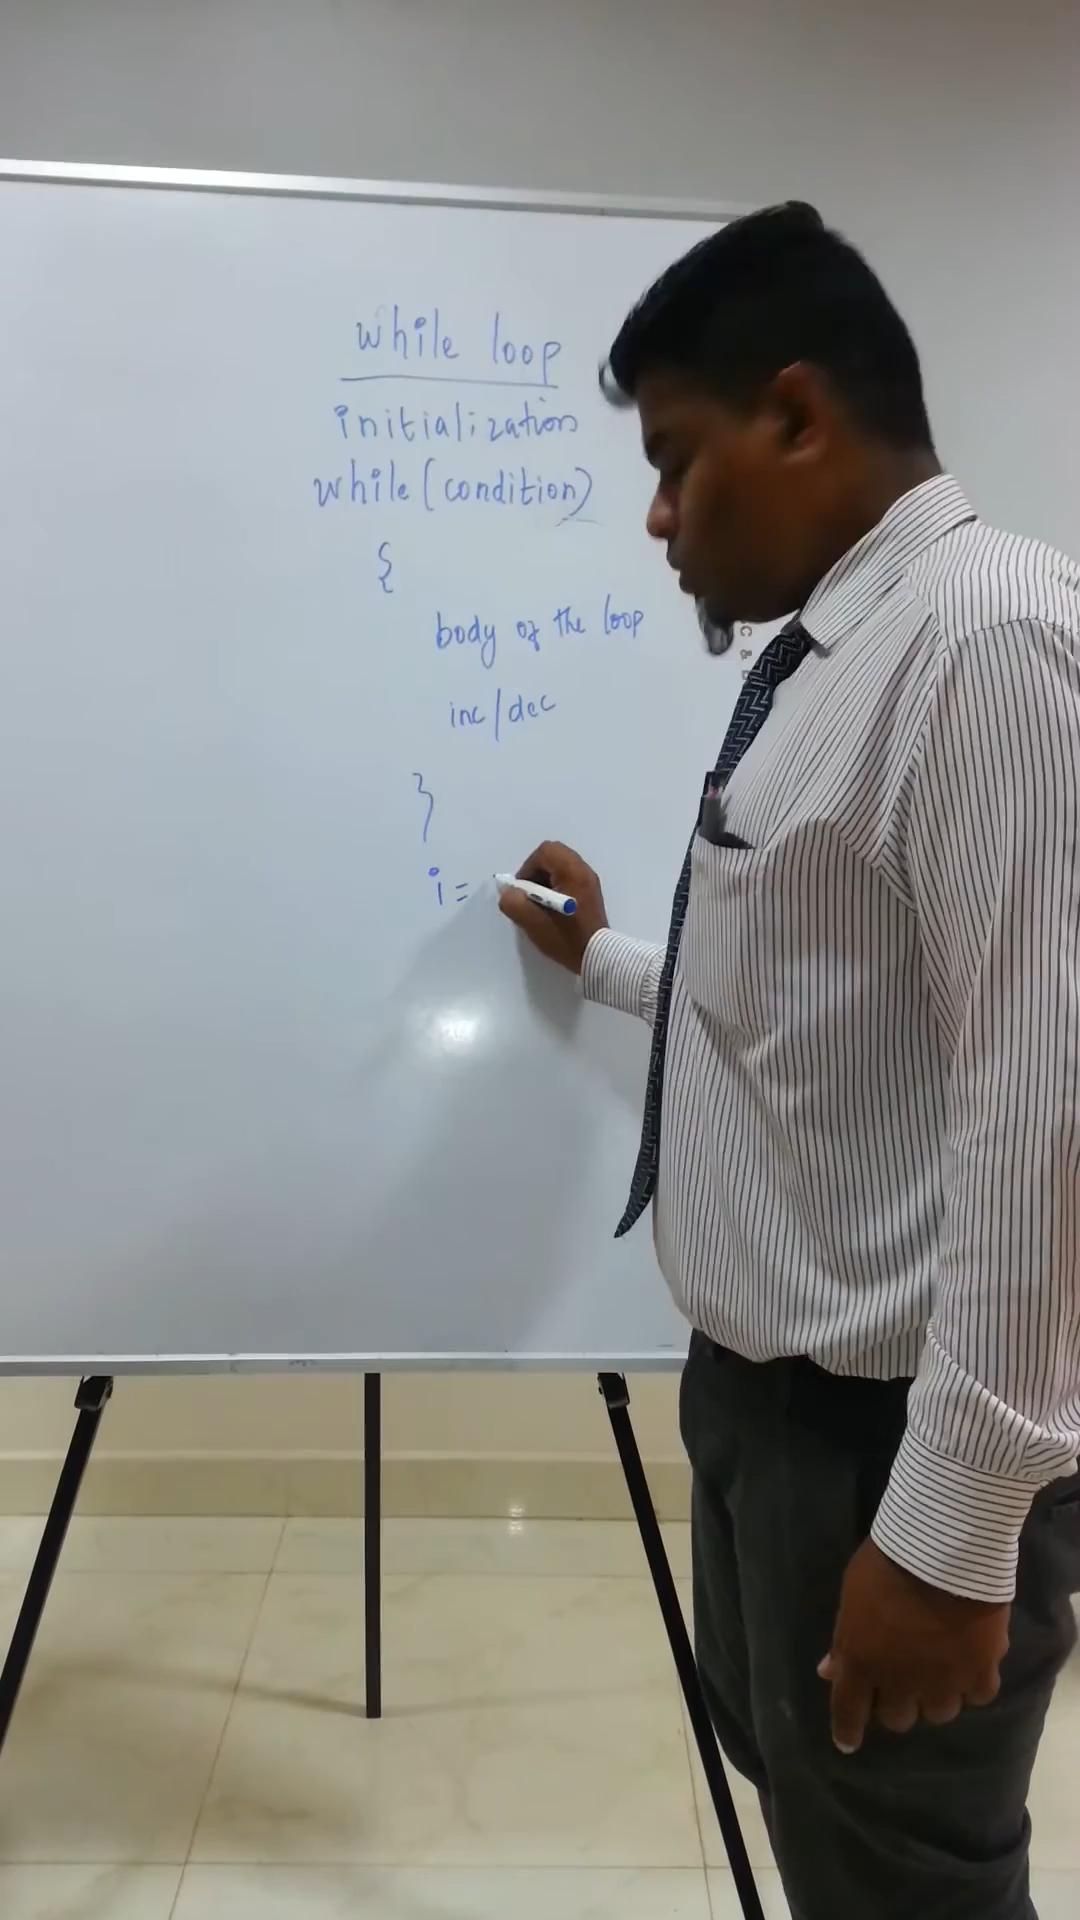 while loop
initialization
while (condition)
{
body of the loop
inc/dec
}
i =